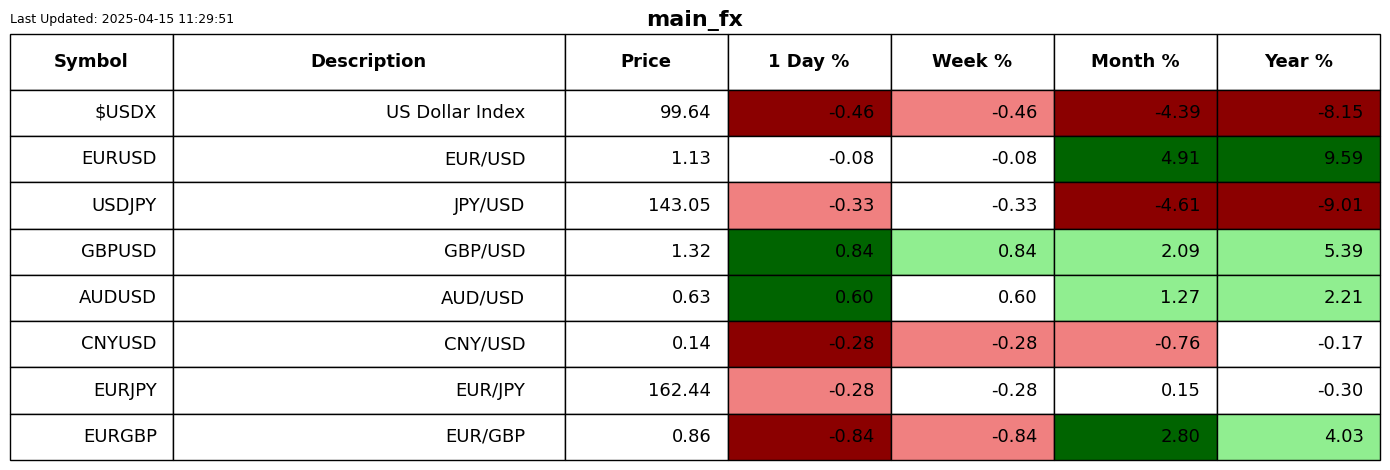 Last Updated: 2025-04-15 11:29:51
main_fx
Symbol Description Price 1 Day % Week % Month % Year %
$USDX US Dollar Index 99.64 -0.46 -0.46 -4.39 -8.15
EURUSD EUR/USD 1.13 -0.08 -0.08 4.91 9.59
USDJPY JPY/USD 143.05 -0.33 -0.33 -4.61 -9.01
GBPUSD GBP/USD 1.32 0.84 0.84 2.09 5.39
AUDUSD AUD/USD 0.63 0.60 0.60 1.27 2.21
CNYUSD CNY/USD 0.14 -0.28 -0.28 -0.76 -0.17
EURJPY EUR/JPY 162.44 -0.28 -0.28 0.15 -0.30
EURGBP EUR/GBP 0.86 -0.84 -0.84 2.80 4.03